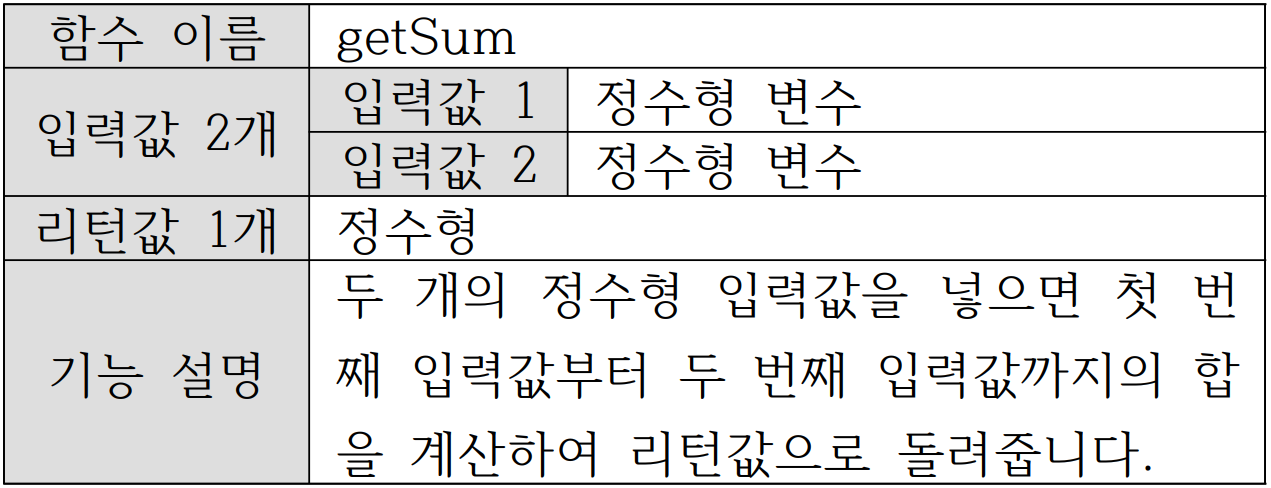 함수 이름 getSum
입력값 2개
입력값 1 정수형 변수
입력값 2 정수형 변수
리턴값 1개 정수형
기능 설명
두 개의 정수형 입력값을 넣으면 첫 번
째 입력값부터 두 번째 입력값까지의 합
을 계산하여 리턴값으로 돌려줍니다.